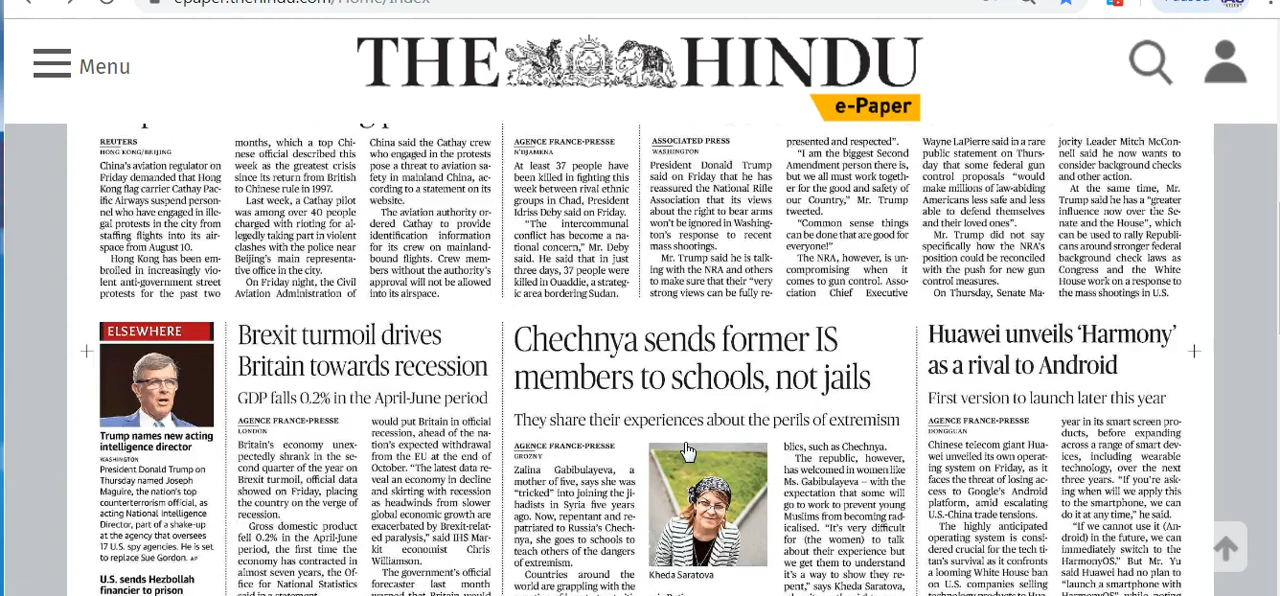 epaper.thehindu.com/Home/Index
Paused
Menu
THE HINDU
e-Paper
REUTERS
HONG KONG/BEIJING
China's aviation regulator on
Friday demanded that Hong
Kong flag carrier Cathay Pac-
ific Airways suspend person-
nel who have engaged in ille-
gal protests in the city from
staffing flights into its air-
space from August 10.
Hong Kong has been em-
broiled in increasingly vio-
lent anti-government street
protests for the past two
months, which a top Chi-
nese official described this
week as the greatest crisis
since its return from British
to Chinese rule in 1997.
Last week, a Cathay pilot
was among over 40 people
charged with rioting for al-
legedly taking part in violent
clashes with the police near
Beijing's main representa-
tive office in the city.
On Friday night, the Civil
Aviation Administration of
China said the Cathay crew
who engaged in the protests
pose a threat to aviation sa-
fety in mainland China, ac-
cording to a statement on its
website.
The aviation authority or-
dered Cathay to provide
identification information
for its crew on mainland-
bound flights. Crew mem-
bers without the authority's
approval will not be allowed
into its airspace.
AGENCE FRANCE-PRESSE
N'DJAMENA
At least 37 people have
been killed in fighting this
week between rival ethnic
groups in Chad, President
Idriss Deby said on Friday.
"The intercommunal
conflict has become a na-
tional concern," Mr. Deby
said. He said that in just
three days, 37 people were
killed in Ouaddie, a strateg-
ic area bordering Sudan.
ASSOCIATED PRESS
WASHINGTON
President Donald Trump
said on Friday that he has
reassured the National Rifle
Association that its views
about the right to bear arms
won't be ignored in Washing-
ton's response to recent
mass shootings.
Mr. Trump said he is talk-
ing with the NRA and others
to make sure that their "very
strong views can be fully re-
presented and respected".
"I am the biggest Second
Amendment person there is,
but we all must work togeth-
er for the good and safety of
our Country," Mr. Trump
tweeted.
"Common sense things
can be done that are good for
everyone!"
The NRA, however, is un-
compromising when it
comes to gun control. Asso-
ciation Chief Executive
Wayne LaPierre said in a rare
public statement on Thurs-
day that some federal gun
control proposals "would
make millions of law-abiding
Americans less safe and less
able to defend themselves
and their loved ones".
Mr. Trump did not say
specifically how the NRA's
position could be reconciled
with the push for new gun
control measures.
On Thursday, Senate Ma-
jority Leader Mitch McCon-
nell said he now wants to
consider background checks
and other action.
At the same time, Mr.
Trump said he has a "greater
influence now over the Se-
nate and the House", which
can be used to rally Republi-
cans around stronger federal
background check laws as
Congress and the White
House work on a response to
the mass shootings in U.S.
ELSEWHERE
Trump names new acting
intelligence director
WASHINGTON
President Donald Trump on
Thursday named Joseph
Maguire, the nation's top
counterterrorism official, as
acting National Intelligence
Director, part of a shake-up
at the agency that oversees
17 U.S. spy agencies. He is set
to replace Sue Gordon. AP
U.S. sends Hezbollah
financier to prison
Brexit turmoil drives
Britain towards recession
GDP falls 0.2% in the April-June period
AGENCE FRANCE-PRESSE
LONDON
Britain's economy unex-
pectedly shrank in the se-
cond quarter of the year on
Brexit turmoil, official data
showed on Friday, placing
the country on the verge of
recession.
Gross domestic product
fell 0.2% in the April-June
period, the first time the
economy has contracted in
almost seven years, the Of-
fice for National Statistics
said in a statement.
would put Britain in official
recession, ahead of the na-
tion's expected withdrawal
from the EU at the end of
October. "The latest data re-
veal an economy in decline
and skirting with recession
as headwinds from slower
global economic growth are
exacerbated by Brexit-relat-
ed paralysis," said IHS Mar-
kit economist Chris
Williamson.
The government's official
forecaster last month
warned that Britain would
Chechnya sends former IS
members to schools, not jails
They share their experiences about the perils of extremism
AGENCE FRANCE-PRESSE
GROZNY
Zalina Gabibulayeva, a
mother of five, says she was
"tricked" into joining the ji-
hadists in Syria five years
ago. Now, repentant and re-
patriated to Russia's Chech-
nya, she goes to schools to
teach others of the dangers
of extremism.
Countries around the
world are grappling with the
Kheda Saratova
blics, such as Chechnya.
The republic, however,
has welcomed in women like
Ms. Gabibulayeva – with the
expectation that some will
go to work to prevent young
Muslims from becoming rad-
icalised. "It's very difficult
for (the women) to talk
about their experience but
we get them to understand
it's a way to show they re-
pent," says Kheda Saratova,
Huawei unveils 'Harmony'
as a rival to Android
First version to launch later this year
AGENCE FRANCE-PRESSE
DONGGUAN
Chinese telecom giant Hua-
wei unveiled its own operat-
ing system on Friday, as it
faces the threat of losing ac-
cess to Google's Android
platform, amid escalating
U.S.-China trade tensions.
The highly anticipated
operating system is consi-
dered crucial for the tech ti-
tan's survival as it confronts
a looming White House ban
on U.S. companies selling
technology products to Hua-
year in its smart screen pro-
ducts, before expanding
across a range of smart dev-
ices, including wearable
technology, over the next
three years. "If you're ask-
ing when will we apply this
to the smartphone, we can
do it at any time," he said.
"If we cannot use it (An-
droid) in the future, we can
immediately switch to the
HarmonyOS." But Mr. Yu
said Huawei had no plan to
"launch a smartphone with
HarmonyOS" while noting